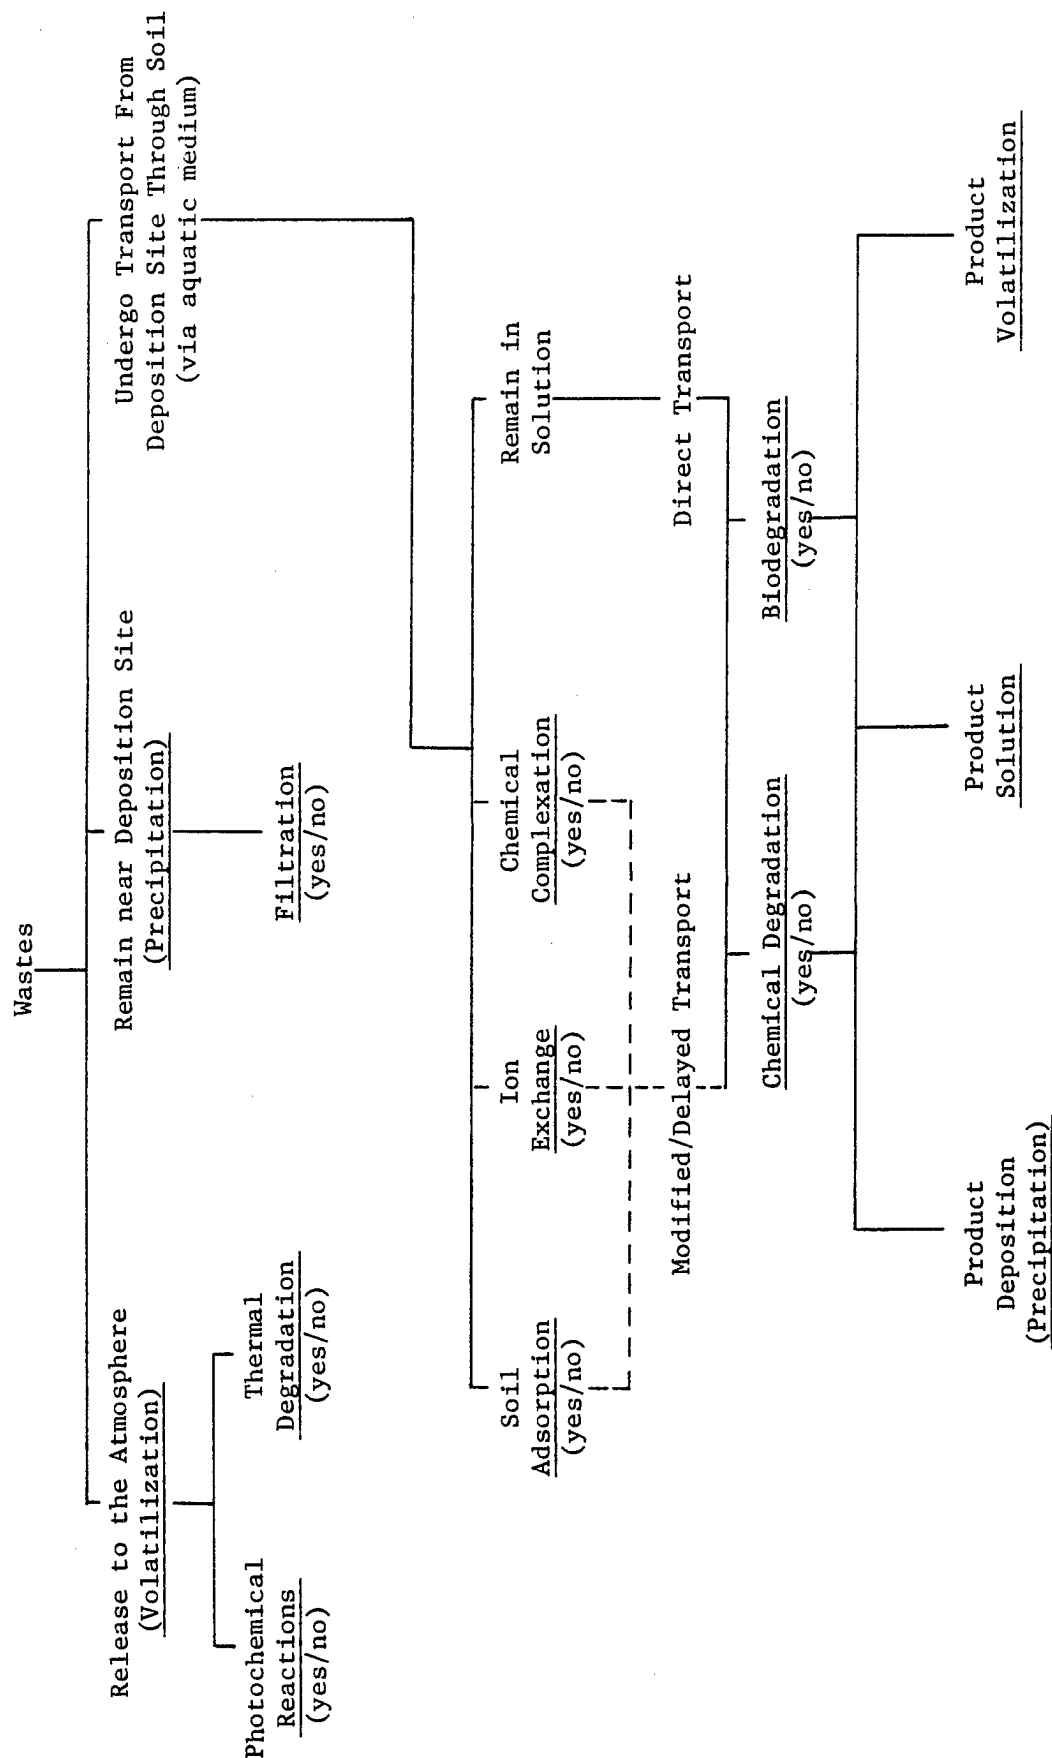 Wastes
Release to the Atmosphere
(Volatilization)
Photochemical
Reactions
(yes/no)
Thermal
Degradation
(yes/no)
Remain near Deposition Site
(Precipitation)
Filtration
(yes/no)
Undergo Transport From
Deposition Site Through Soil
(via aquatic medium)
Soil
Adsorption
(yes/no)
Ion
Exchange
(yes/no)
Chemical
Complexation
(yes/no)
Remain in
Solution
Modified/Delayed Transport
Direct Transport
Chemical Degradation
(yes/no)
Biodegradation
(yes/no)
Product
Deposition
(Precipitation)
Product
Solution
Product
Volatilization